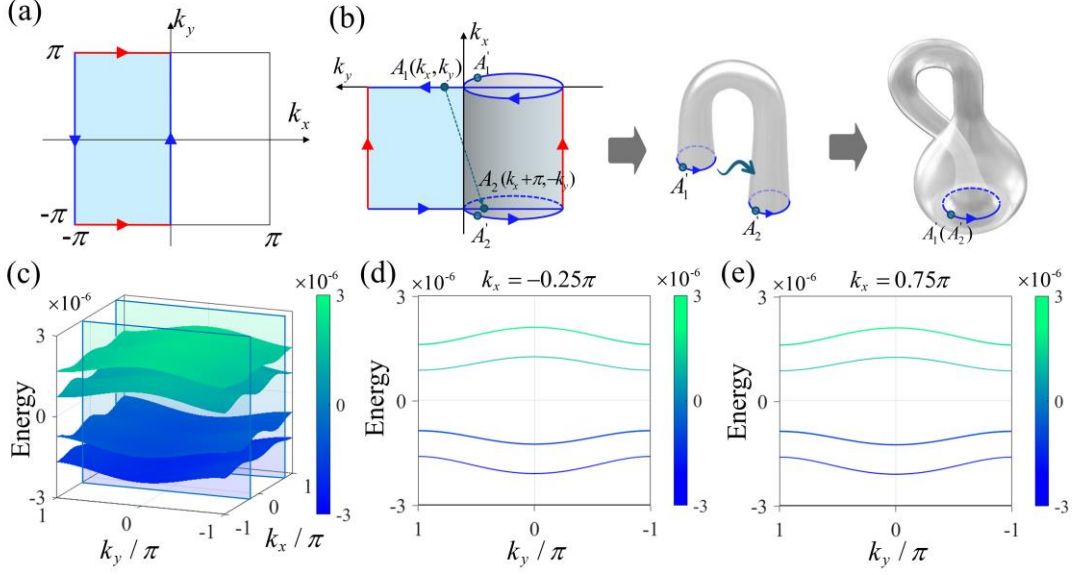 (a)
k_y
π
k_x
-π
-π
π
(b)
k_x
k_y
A_1(k_x,k_y)
A_1'
A_2(k_x+π,-k_y)
A_2'
A_1'
A_2'
A_1'(A_2')
(c)
×10^-6
×10^-6
3
3
0
0
-3
-3
Energy
1
0
-1
-1
0
1
k_y / π
k_x / π
(d)
×10^-6
k_x = −0.25π
×10^-6
3
3
0
0
-3
-3
Energy
1
0
-1
k_y / π
(e)
×10^-6
k_x = 0.75π
×10^-6
3
3
0
0
-3
-3
Energy
1
0
-1
k_y / π